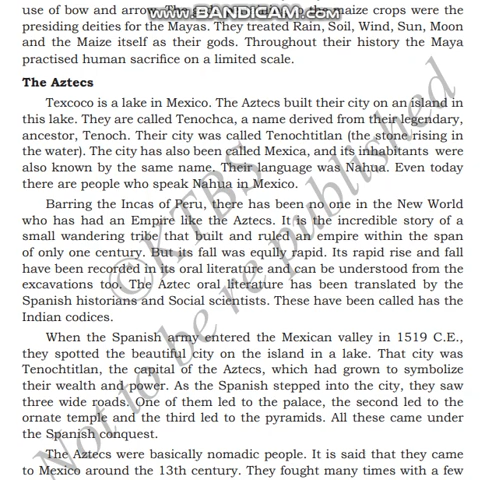 use of bow and arrow. The maize crops were the
www.BANDICAM.com
presiding deities for the Mayas. They treated Rain, Soil, Wind, Sun, Moon
and the Maize itself as their gods. Throughout their history the Maya
practised human sacrifice on a limited scale.
The Aztecs
Texcoco is a lake in Mexico. The Aztecs built their city on an island in
this lake. They are called Tenochca, a name derived from their legendary,
ancestor, Tenoch. Their city was called Tenochtitlan (the stone rising in
the water). The city has also been called Mexica, and its inhabitants were
also known by the same name. Their language was Nahua. Even today
there are people who speak Nahua in Mexico.
Barring the Incas of Peru, there has been no one in the New World
who has had an Empire like the Aztecs. It is the incredible story of a
small wandering tribe that built and ruled an empire within the span
of only one century. But its fall was eqully rapid. Its rapid rise and fall
have been recorded in its oral literature and can be understood from the
excavations too. The Aztec oral literature has been translated by the
Spanish historians and Social scientists. These have been called has the
Indian codices.
When the Spanish army entered the Mexican valley in 1519 C.E.,
they spotted the beautiful city on the island in a lake. That city was
Tenochtitlan, the capital of the Aztecs, which had grown to symbolize
their wealth and power. As the Spanish stepped into the city, they saw
three wide roads. One of them led to the palace, the second led to the
ornate temple and the third led to the pyramids. All these came under
the Spanish conquest.
The Aztecs were basically nomadic people. It is said that they came
to Mexico around the 13th century. They fought many times with a few
©KTBS
Not to be republished